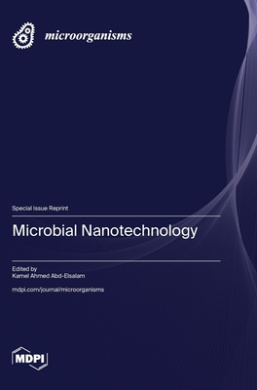 microorganisms
Special Issue Reprint
Microbial Nanotechnology
Edited by
Kamel Ahmed Abd-Elsalam
mdpi.com/journal/microorganisms
MDPI